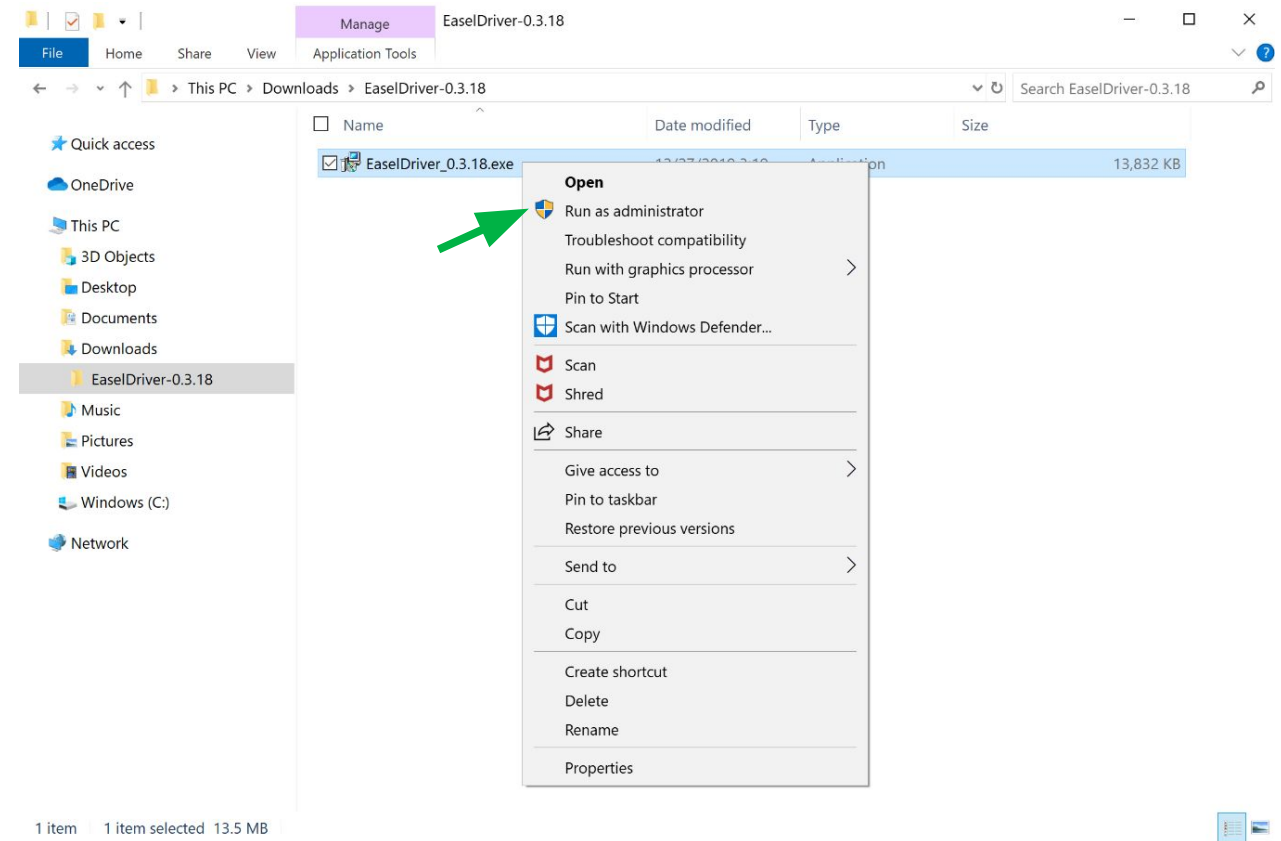 Manage EaselDriver-0.3.18
File Home Share View Application Tools
This PC > Downloads > EaselDriver-0.3.18 Search EaselDriver-0.3.18
Name Date modified Type Size
Quick access
EaselDriver_0.3.18.exe 13,832 KB
Open
OneDrive
Run as administrator
This PC
Troubleshoot compatibility
3D Objects
Run with graphics processor
Desktop
Pin to Start
Documents
Scan with Windows Defender...
Downloads
Scan
EaselDriver-0.3.18
Shred
Music
Share
Pictures
Give access to
Videos
Pin to taskbar
Windows (C:)
Restore previous versions
Network
Send to
Cut
Copy
Create shortcut
Delete
Rename
Properties
1 item 1 item selected 13.5 MB